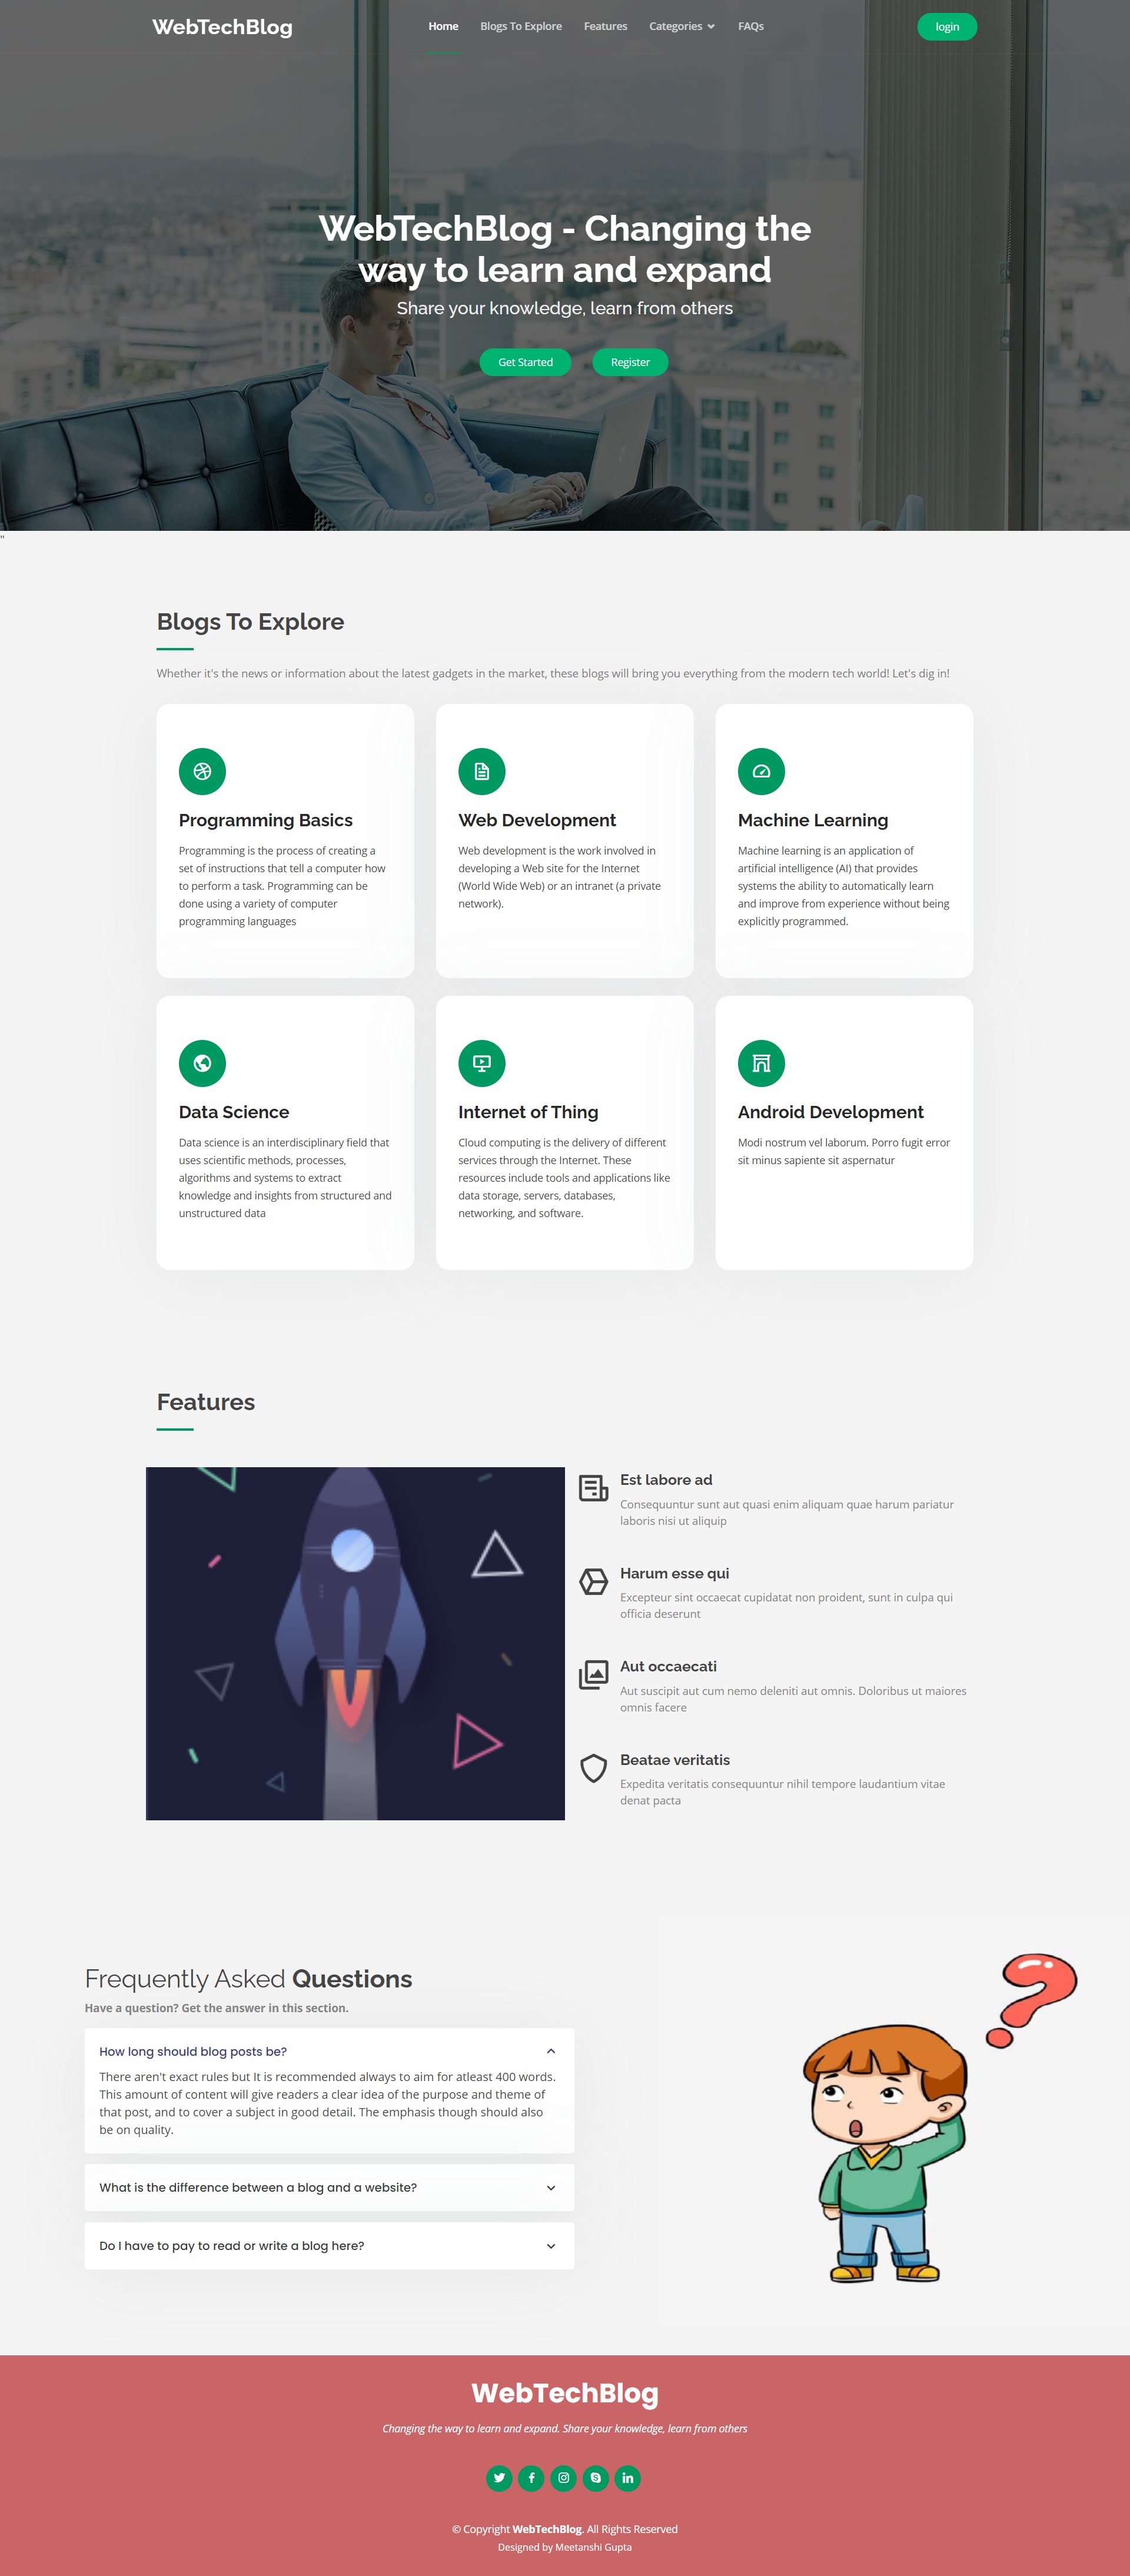 WebTechBlog
Home
Blogs To Explore
Features
Categories
FAQs
login
WebTechBlog - Changing the
way to learn and expand
Share your knowledge, learn from others
Get Started
Register
"
Blogs To Explore
Whether it's the news or information about the latest gadgets in the market, these blogs will bring you everything from the modern tech world! Let's dig in!
Programming Basics
Programming is the process of creating a
set of instructions that tell a computer how
to perform a task. Programming can be
done using a variety of computer
programming languages
Web Development
Web development is the work involved in
developing a Web site for the Internet
(World Wide Web) or an intranet (a private
network).
Machine Learning
Machine learning is an application of
artificial intelligence (AI) that provides
systems the ability to automatically learn
and improve from experience without being
explicitly programmed.
Data Science
Data science is an interdisciplinary field that
uses scientific methods, processes,
algorithms and systems to extract
knowledge and insights from structured and
unstructured data
Internet of Thing
Cloud computing is the delivery of different
services through the Internet. These
resources include tools and applications like
data storage, servers, databases,
networking, and software.
Android Development
Modi nostrum vel laborum. Porro fugit error
sit minus sapiente sit aspernatur
Features
Est labore ad
Consequuntur sunt aut quasi enim aliquam quae harum pariatur
laboris nisi ut aliquip
Harum esse qui
Excepteur sint occaecat cupidatat non proident, sunt in culpa qui
officia deserunt
Aut occaecati
Aut suscipit aut cum nemo deleniti aut omnis. Doloribus ut maiores
omnis facere
Beatae veritatis
Expedita veritatis consequuntur nihil tempore laudantium vitae
denat pacta
Frequently Asked Questions
Have a question? Get the answer in this section.
How long should blog posts be?
There aren't exact rules but It is recommended always to aim for atleast 400 words.
This amount of content will give readers a clear idea of the purpose and theme of
that post, and to cover a subject in good detail. The emphasis though should also
be on quality.
What is the difference between a blog and a website?
Do I have to pay to read or write a blog here?
WebTechBlog
Changing the way to learn and expand. Share your knowledge, learn from others
© Copyright WebTechBlog. All Rights Reserved
Designed by Meetanshi Gupta